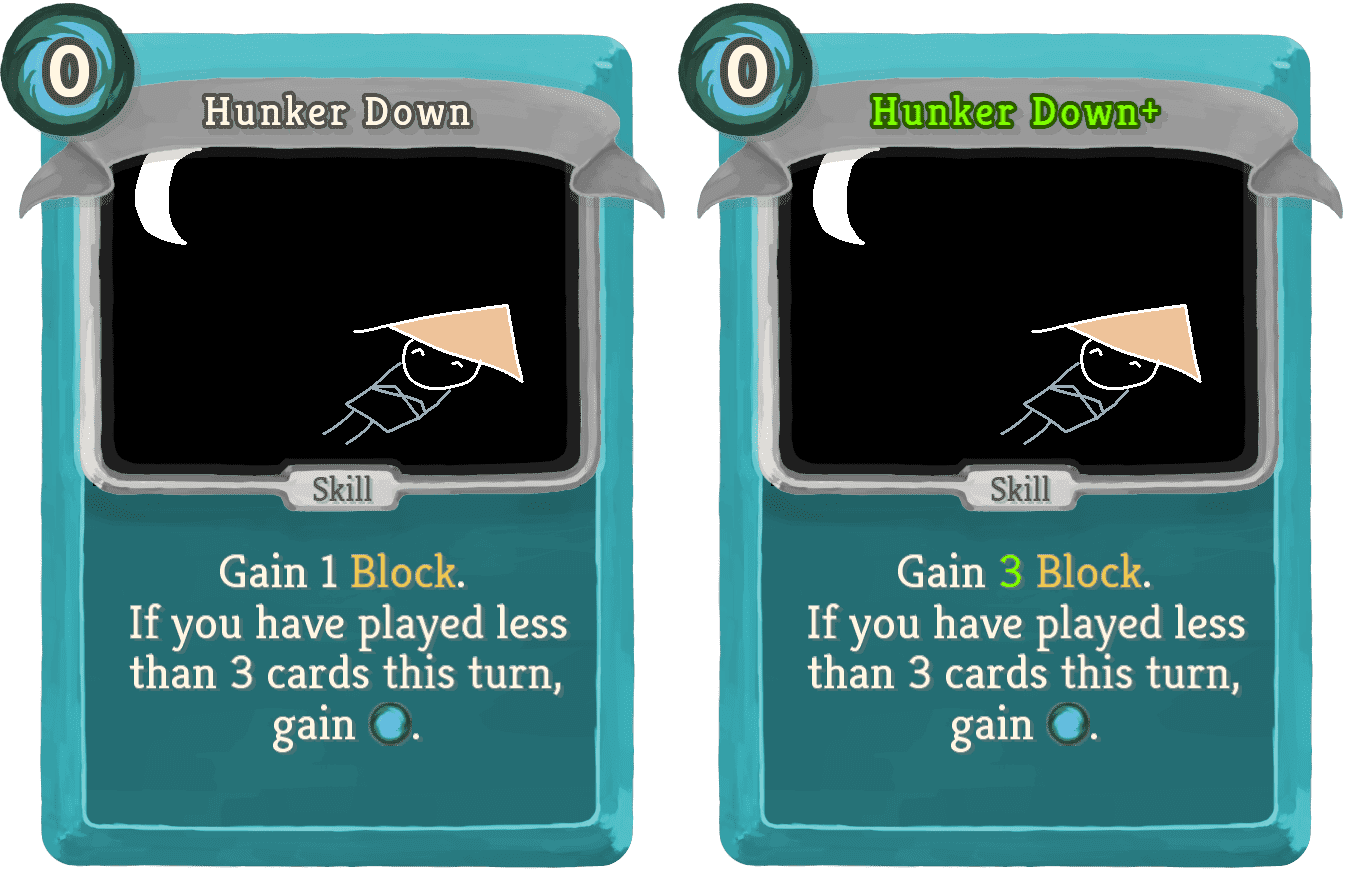 0
Hunker Down
Skill
Gain 1 Block.
If you have played less
than 3 cards this turn,
gain .
0
Hunker Down+
Skill
Gain 3 Block.
If you have played less
than 3 cards this turn,
gain .